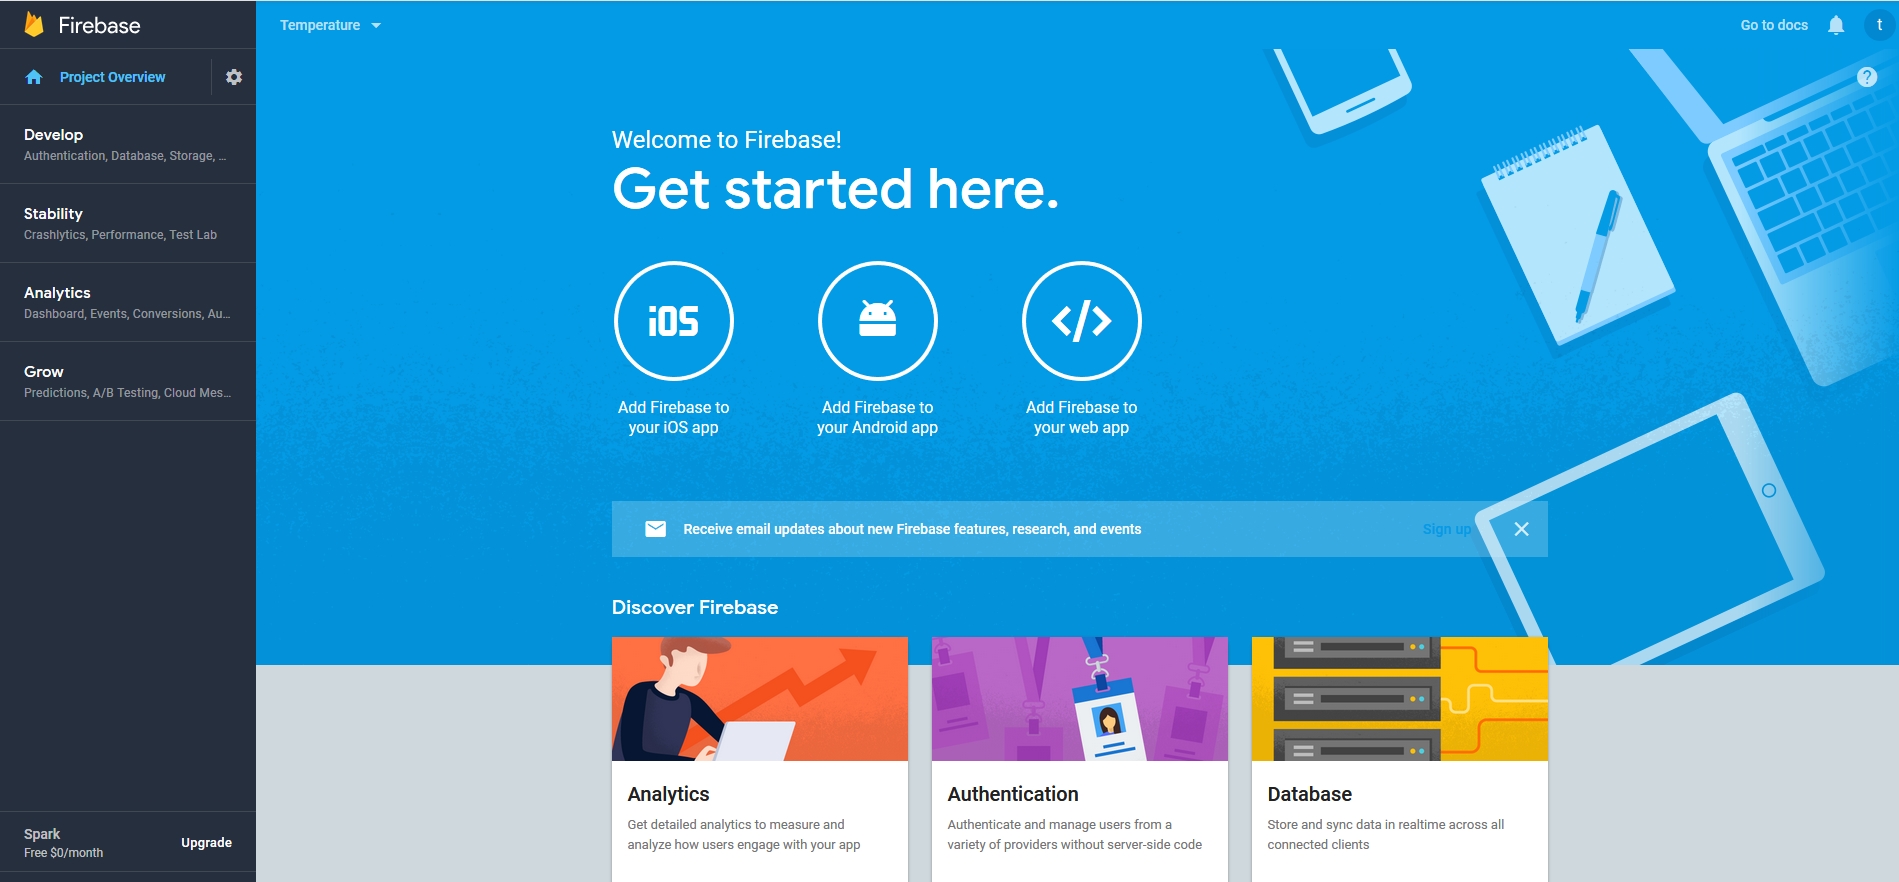 Firebase
Temperature
Go to docs
t
Project Overview
?
Develop
Authentication, Database, Storage, ...
Stability
Crashlytics, Performance, Test Lab
Analytics
Dashboard, Events, Conversions, Au...
Grow
Predictions, A/B Testing, Cloud Mes...
Spark
Free $0/month
Upgrade
Welcome to Firebase!
Get started here.
iOS
</>
Add Firebase to
your iOS app
Add Firebase to
your Android app
Add Firebase to
your web app
Receive email updates about new Firebase features, research, and events
Sign up
Discover Firebase
Analytics
Get detailed analytics to measure and
analyze how users engage with your app
Authentication
Authenticate and manage users from a
variety of providers without server-side code
Database
Store and sync data in realtime across all
connected clients